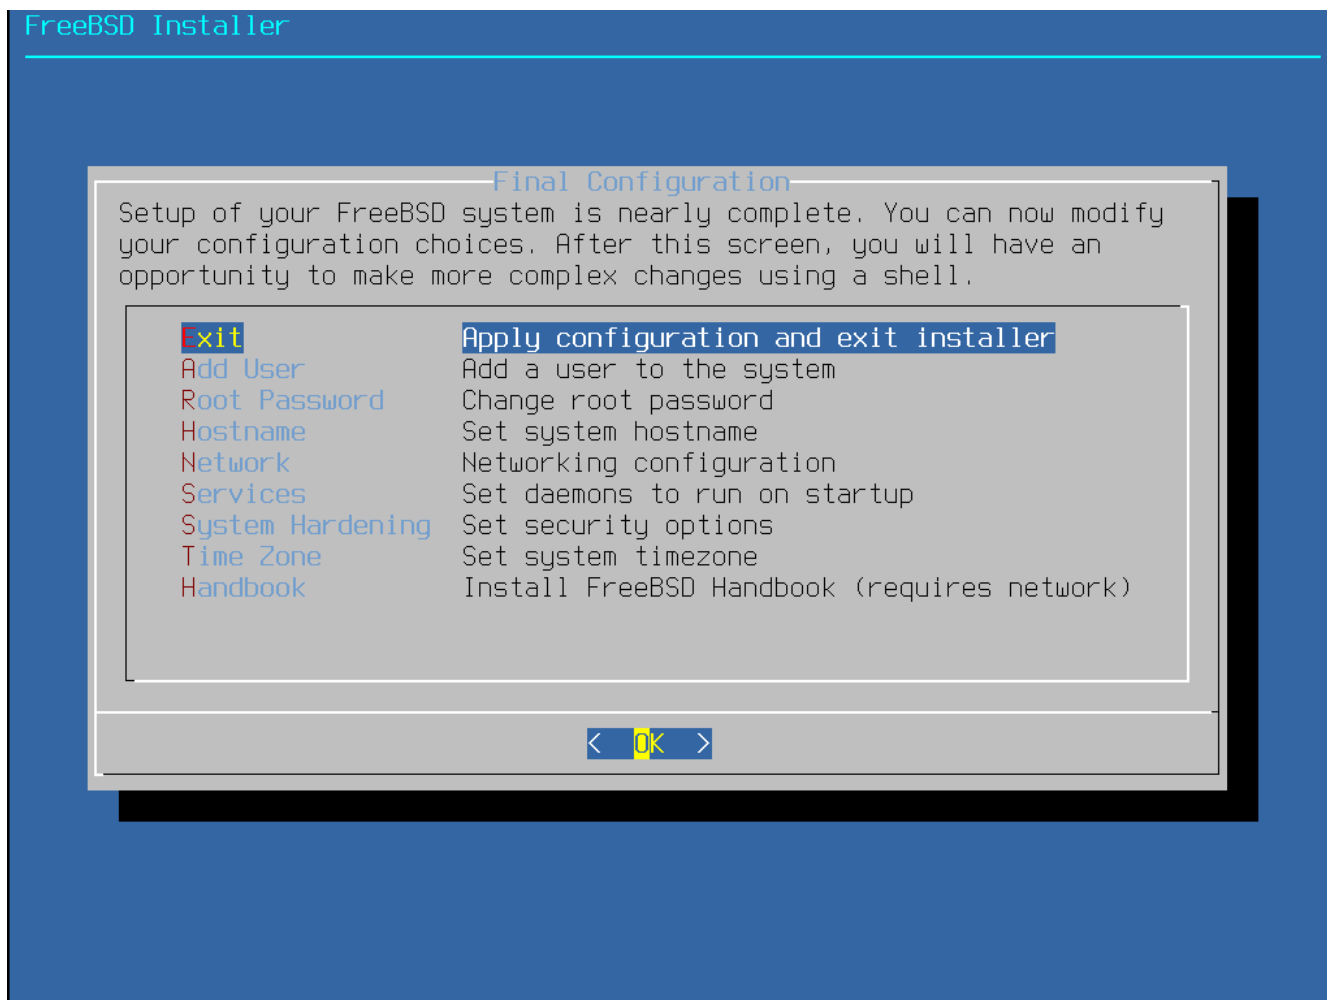 FreeBSD Installer
Final Configuration
Setup of your FreeBSD system is nearly complete. You can now modify
your configuration choices. After this screen, you will have an
opportunity to make more complex changes using a shell.
Exit Apply configuration and exit installer
Add User Add a user to the system
Root Password Change root password
Hostname Set system hostname
Network Networking configuration
Services Set daemons to run on startup
System Hardening Set security options
Time Zone Set system timezone
Handbook Install FreeBSD Handbook (requires network)
< OK >